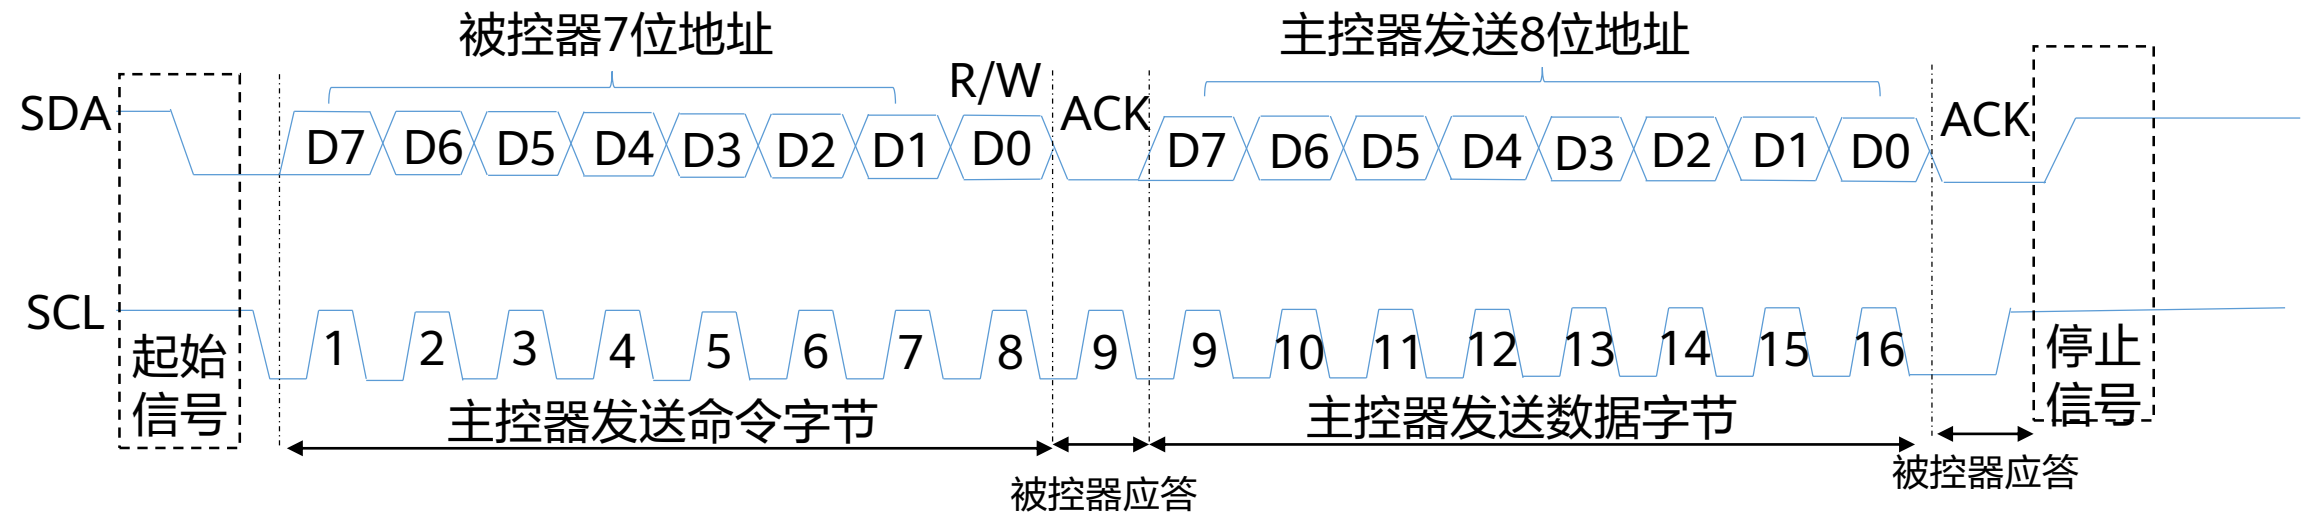 被控器7位地址
主控器发送8位地址
R/W
SDA
ACK
ACK
D7 D6 D5 D4 D3 D2 D1 D0
D7 D6 D5 D4 D3 D2 D1 D0
SCL
1 2 3 4 5 6 7 8 9 9 10 11 12 13 14 15 16
起始
信号
停止
信号
主控器发送命令字节
主控器发送数据字节
被控器应答
被控器应答